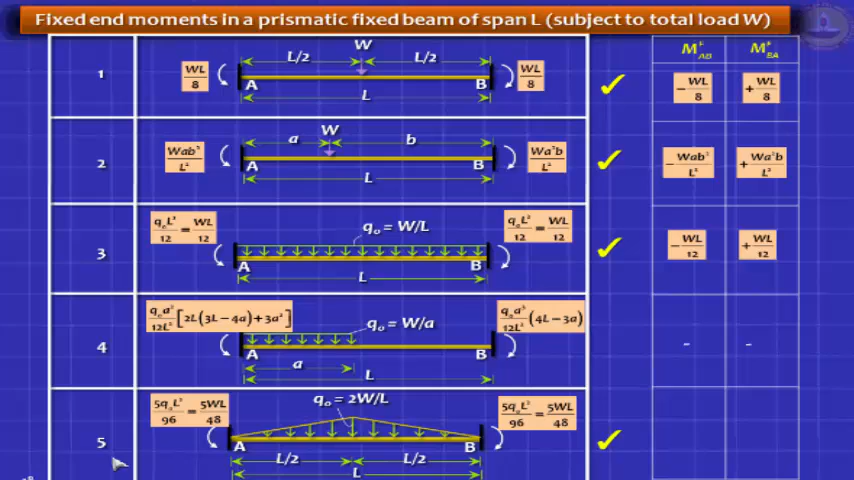 Fixed end moments in a prismatic fixed beam of span L (subject to total load W)
M^F_AB M^F_BA
1
W
L/2 L/2
WL/8 A B WL/8
L
✓
-WL/8 +WL/8
2
W
a b
Wab²/L² A B Wa²b/L²
L
✓
-Wab²/L² +Wa²b/L²
3
q₀L²/12 = WL/12 q₀ = W/L q₀L²/12 = WL/12
A B
L
✓
-WL/12 +WL/12
4
q₀a²/12L² [2L(3L-4a)+3a²] q₀ = W/a q₀a³/12L² (4L-3a)
A B
a
L
- -
5
5q₀L²/96 = 5WL/48 q₀ = 2W/L 5q₀L²/96 = 5WL/48
A B
L/2 L/2
L
✓